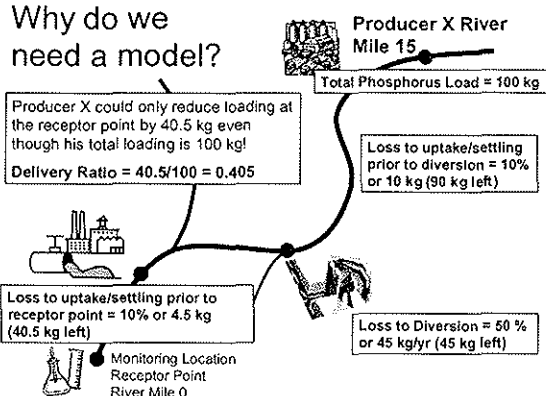 Why do we
need a model?
Producer X River
Mile 15
Total Phosphorus Load = 100 kg
Producer X could only reduce loading at
the receptor point by 40.5 kg even
though his total loading is 100 kg!
Delivery Ratio = 40.5/100 = 0.405
Loss to uptake/settling
prior to diversion = 10%
or 10 kg (90 kg left)
Loss to uptake/settling prior to
receptor point = 10% or 4.5 kg
(40.5 kg left)
Loss to Diversion = 50 %
or 45 kg/yr (45 kg left)
Monitoring Location
Receptor Point
River Mile 0